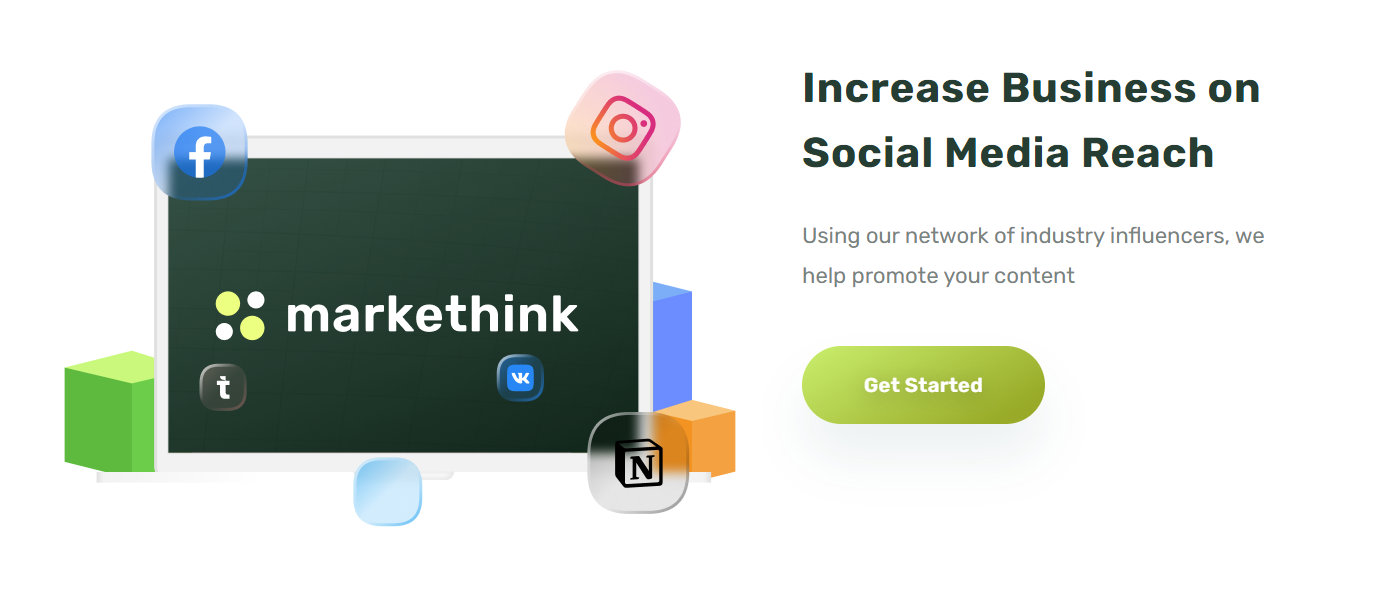 Increase Business on
Social Media Reach
Using our network of industry influencers, we
help promote your content
Get Started
markethink
f
t
VK
N